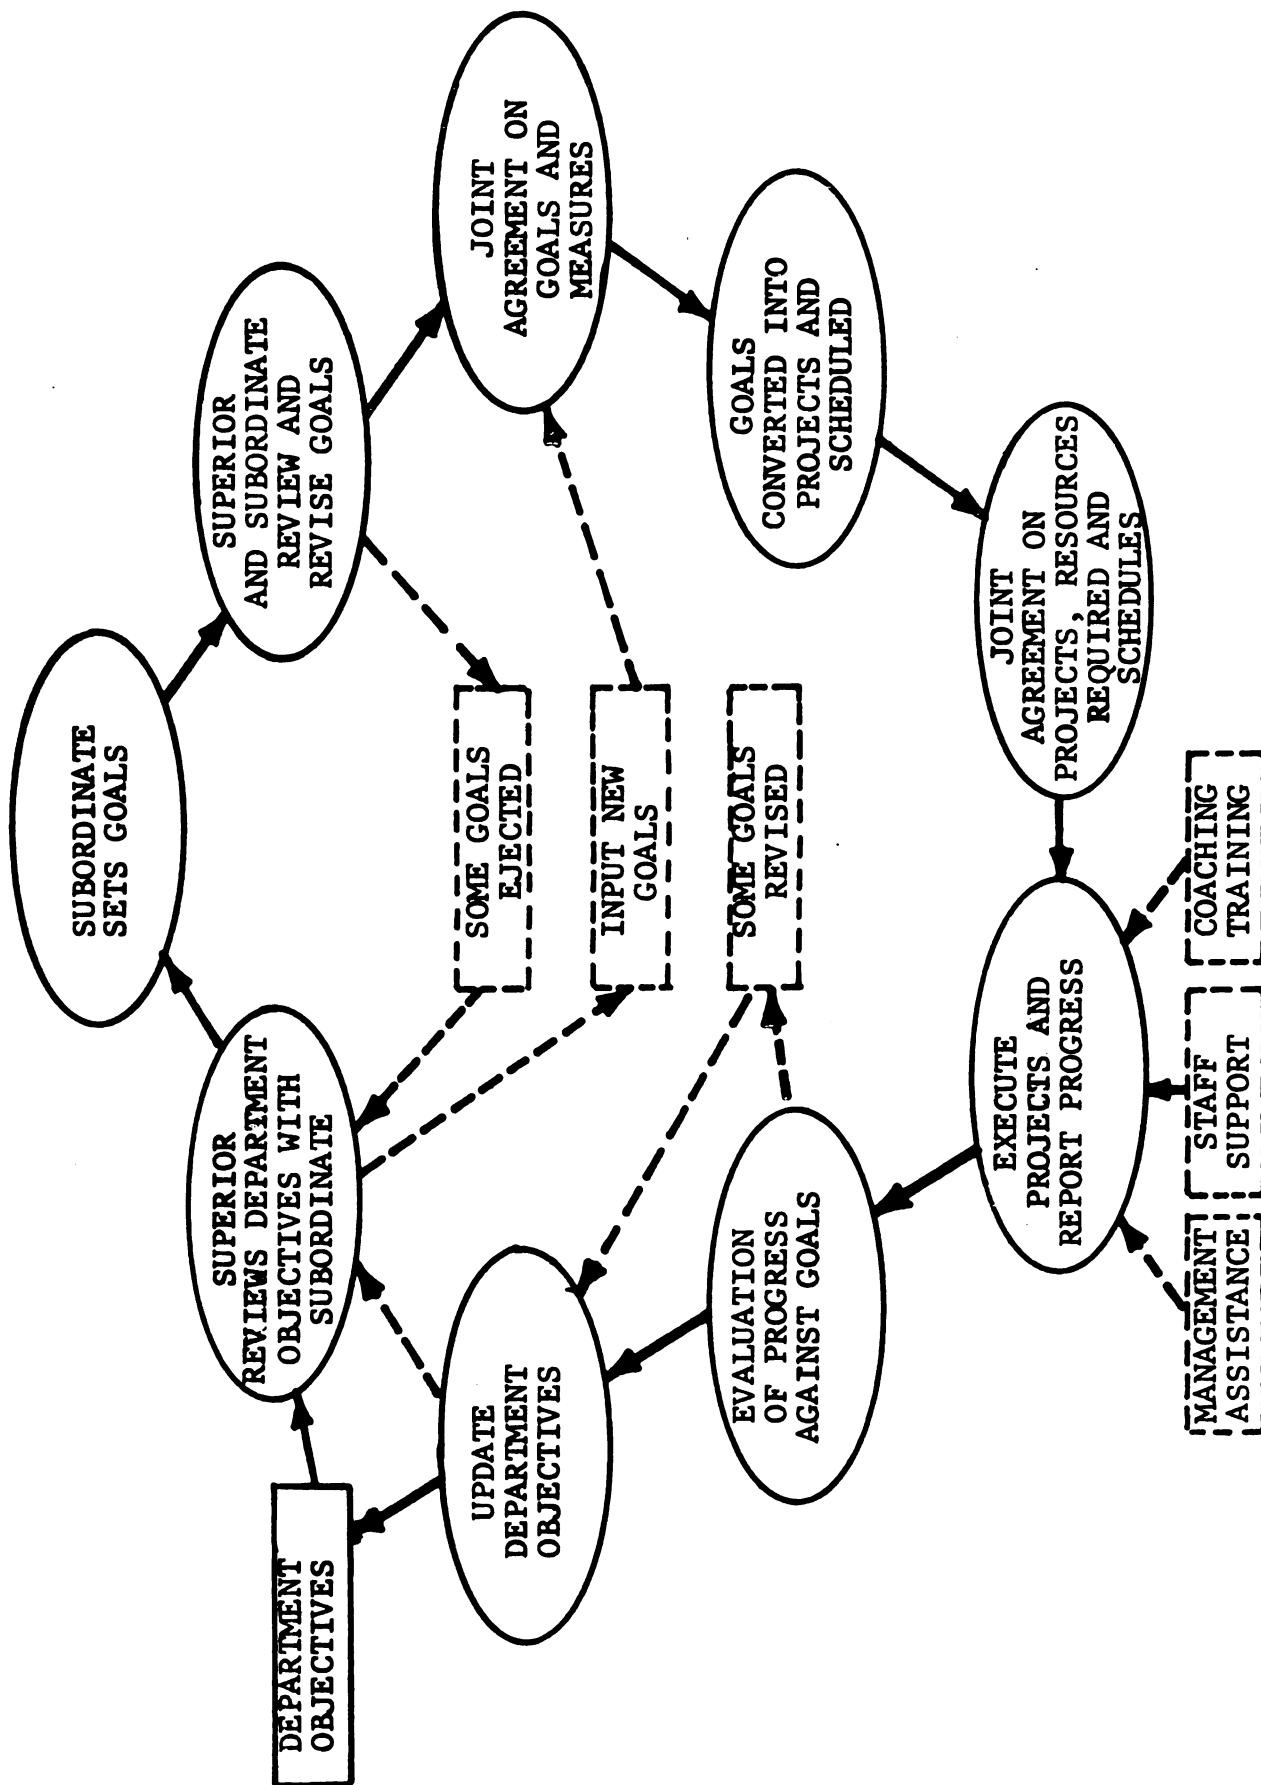 SUBORDINATE
SETS GOALS
SUPERIOR
REVIEWS DEPARTMENT
OBJECTIVES WITH
SUBORDINATE
SUPERIOR
AND SUBORDINATE
REVIEW AND
REVISE GOALS
DEPARTMENT
OBJECTIVES
UPDATE
DEPARTMENT
OBJECTIVES
SOME GOALS
EJECTED
JOINT
AGREEMENT ON
GOALS AND
MEASURES
INPUT NEW
GOALS
EVALUATION
OF PROGRESS
AGAINST GOALS
SOME GOALS
REVISED
GOALS
CONVERTED INTO
PROJECTS AND
SCHEDULED
EXECUTE
PROJECTS AND
REPORT PROGRESS
JOINT
AGREEMENT ON
PROJECTS, RESOURCES
REQUIRED AND
SCHEDULES
MANAGEMENT
ASSISTANCE
STAFF
SUPPORT
COACHING
TRAINING